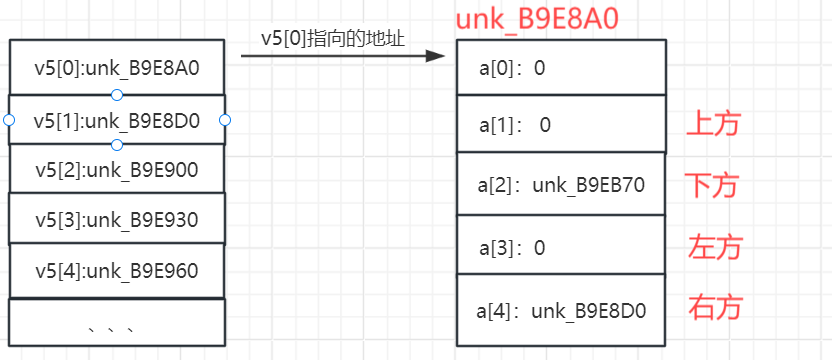 unk_B9E8A0
v5[0]指向的地址
v5[0]:unk_B9E8A0
v5[1]:unk_B9E8D0
v5[2]:unk_B9E900
v5[3]:unk_B9E930
v5[4]:unk_B9E960
、、、
a[0]：0
a[1]：0
上方
a[2]：unk_B9EB70
下方
a[3]：0
左方
a[4]：unk_B9E8D0
右方